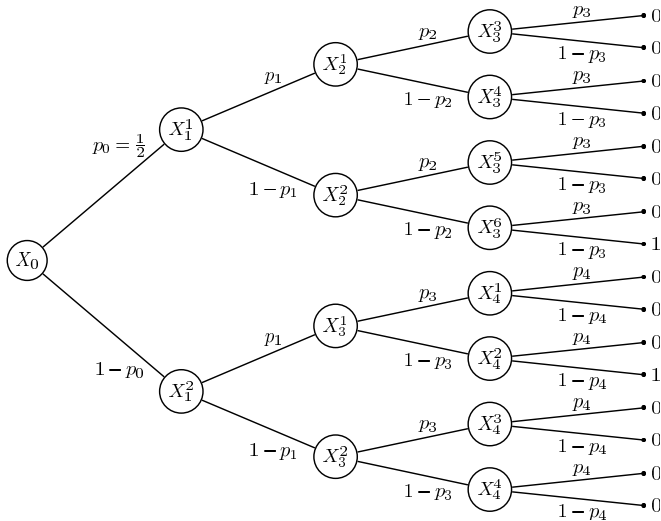 p₃
0
X₃³
p₂
1 − p₃
0
X₂¹
p₃
0
p₁
1 − p₂
X₃⁴
1 − p₃
0
p₀ = 1/2
X₁¹
p₃
0
p₂
X₃⁵
1 − p₃
0
1 − p₁
X₂²
p₃
0
1 − p₂
X₃⁶
1 − p₃
1
X₀
p₄
0
p₃
X₄¹
1 − p₄
0
p₁
X₃¹
p₄
0
1 − p₃
X₄²
1 − p₄
1
1 − p₀
X₁²
p₄
0
p₃
X₄³
1 − p₄
0
1 − p₁
X₃²
p₄
0
1 − p₃
X₄⁴
1 − p₄
0